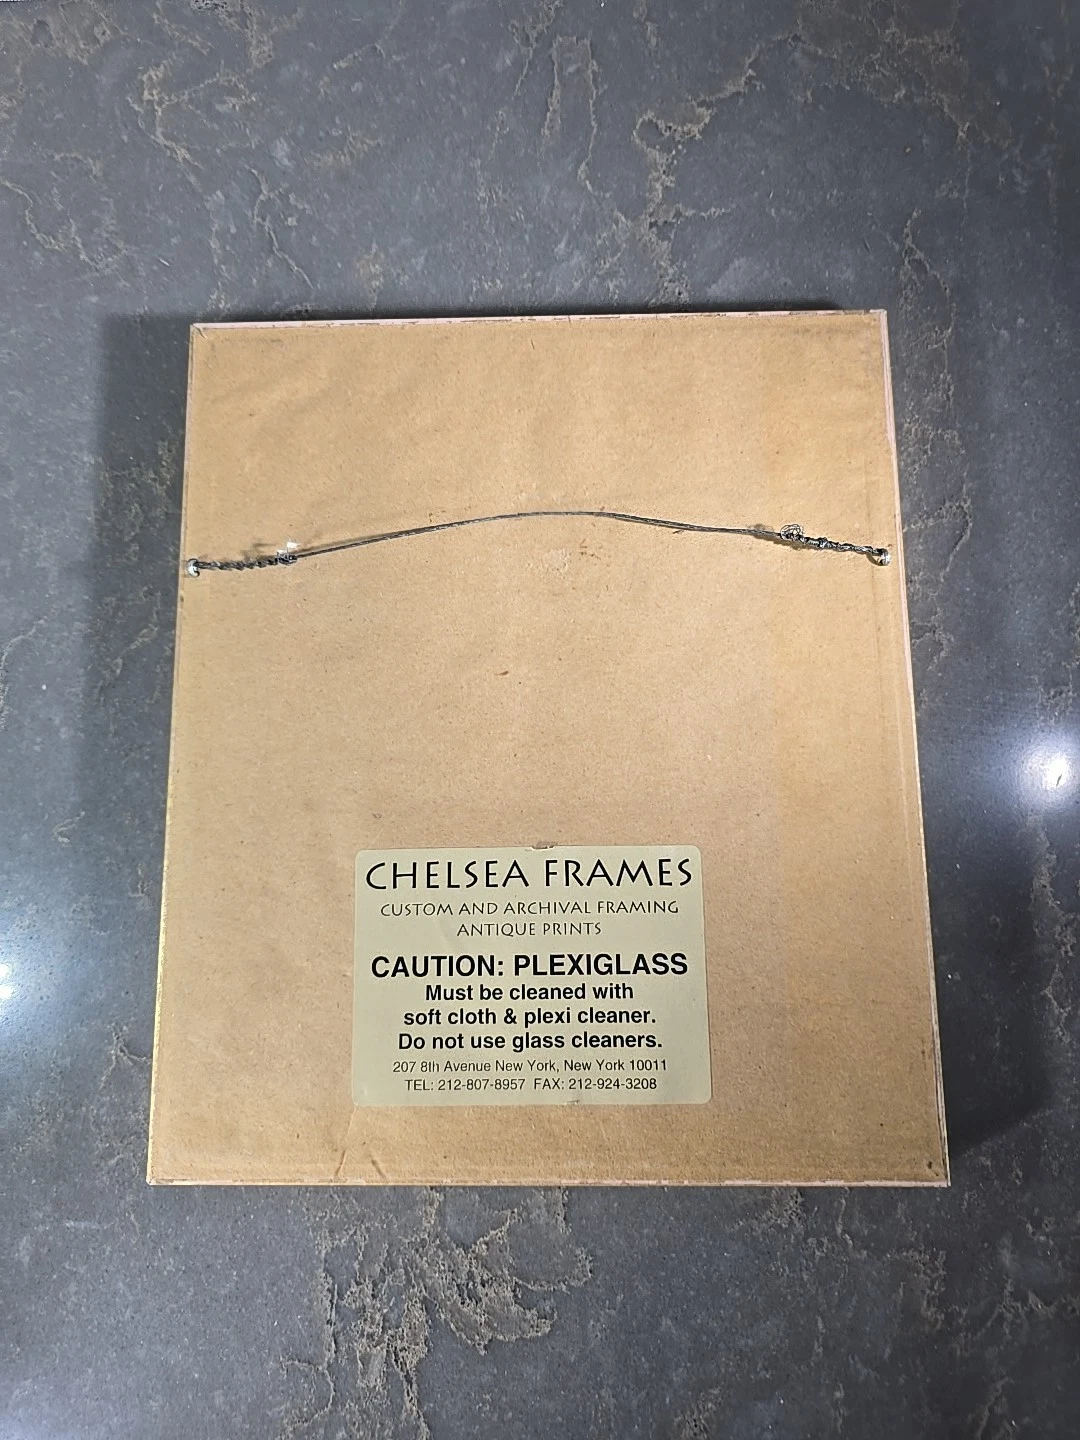 CHELSEA FRAMES
CUSTOM AND ARCHIVAL FRAMING
ANTIQUE PRINTS
CAUTION: PLEXIGLASS
Must be cleaned with
soft cloth & plexi cleaner.
Do not use glass cleaners.
207 8th Avenue New York, New York 10011
TEL: 212-807-8957 FAX: 212-924-3208